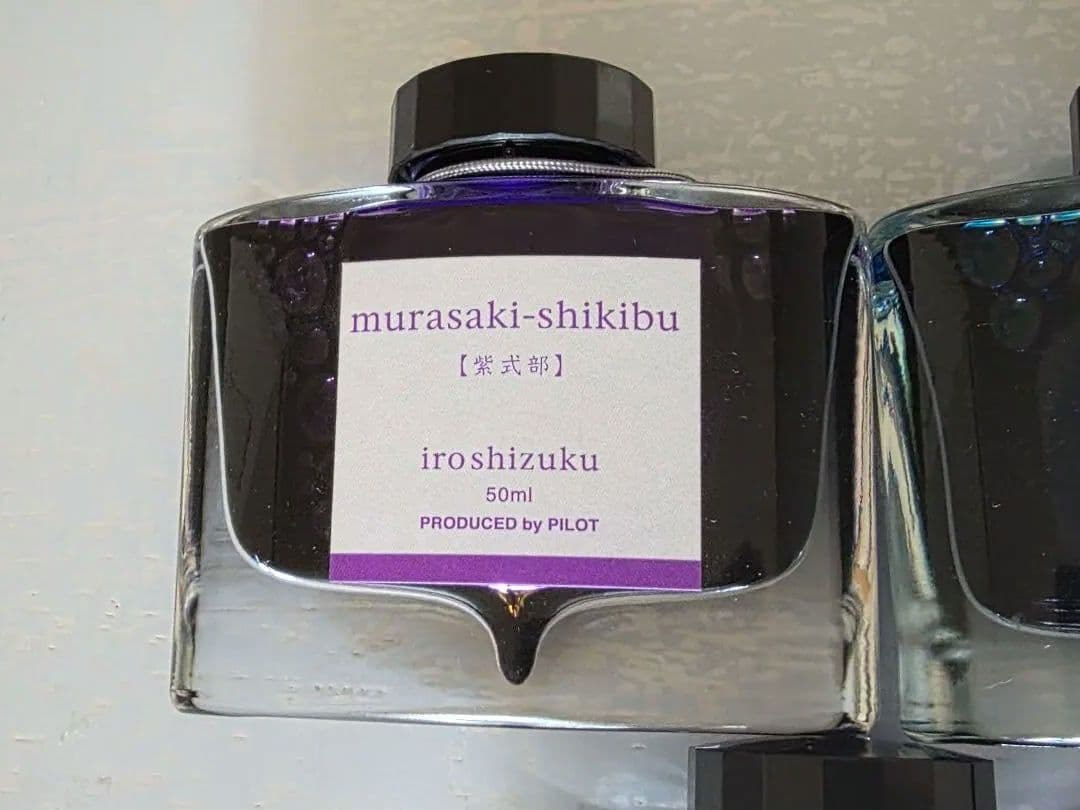 murasaki-shikibu
【紫式部】
iroshizuku
50ml
PRODUCED by PILOT